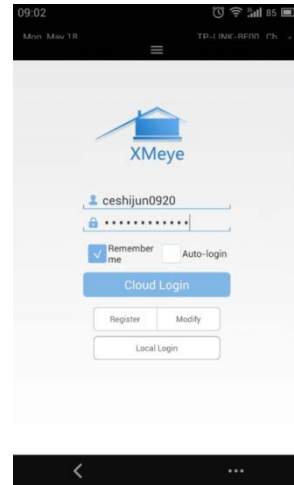 09:02 85
Mon, May 18
XMeye
ceshijun0920
Remember me
Auto-login
Cloud Login
Register Modify
Local Login